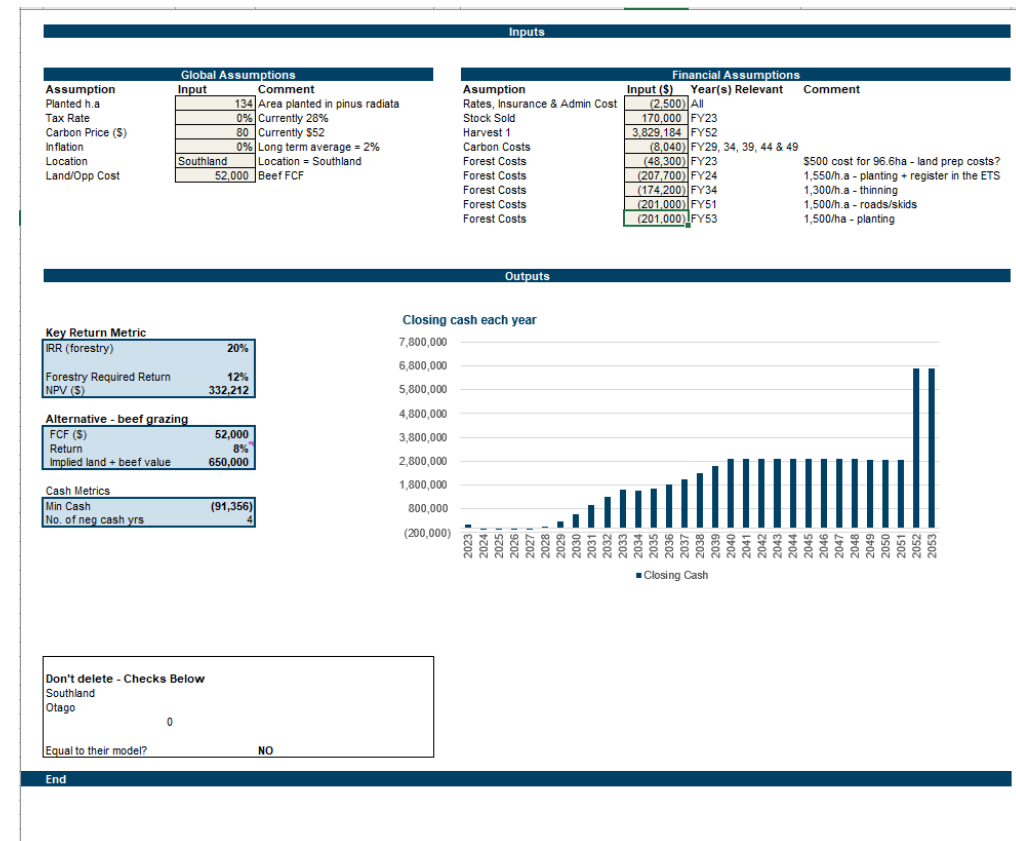 Inputs
Global Assumptions
Assumption Input Comment
Planted h.a 134 Area planted in pinus radiata
Tax Rate 0% Currently 28%
Carbon Price ($) 80 Currently $52
Inflation 0% Long term average = 2%
Location Southland Location = Southland
Land/Opp Cost 52,000 Beef FCF
Financial Assumptions
Asumption Input ($) Year(s) Relevant Comment
Rates, Insurance & Admin Cost (2,500) All
Stock Sold 170,000 FY23
Harvest 1 3,829,184 FY52
Carbon Costs (8,040) FY29, 34, 39, 44 & 49
Forest Costs (48,300) FY23 $500 cost for 96.6ha - land prep costs?
Forest Costs (207,700) FY24 1,550/h.a - planting + register in the ETS
Forest Costs (174,200) FY34 1,300/h.a - thinning
Forest Costs (201,000) FY51 1,500/h.a - roads/skids
Forest Costs (201,000) FY53 1,500/ha - planting
Outputs
Key Return Metric
IRR (forestry) 20%
Forestry Required Return 12%
NPV ($) 332,212
Alternative - beef grazing
FCF ($) 52,000
Return 8%
Implied land + beef value 650,000
Cash Metrics
Min Cash (91,356)
No. of neg cash yrs 4
Closing cash each year
7,800,000
6,800,000
5,800,000
4,800,000
3,800,000
2,800,000
1,800,000
800,000
(200,000)
2023 2024 2025 2026 2027 2028 2029 2030 2031 2032 2033 2034 2035 2036 2037 2038 2039 2040 2041 2042 2043 2044 2045 2046 2047 2048 2049 2050 2051 2052 2053
Closing Cash
Don't delete - Checks Below
Southland
Otago
0
Equal to their model? NO
End